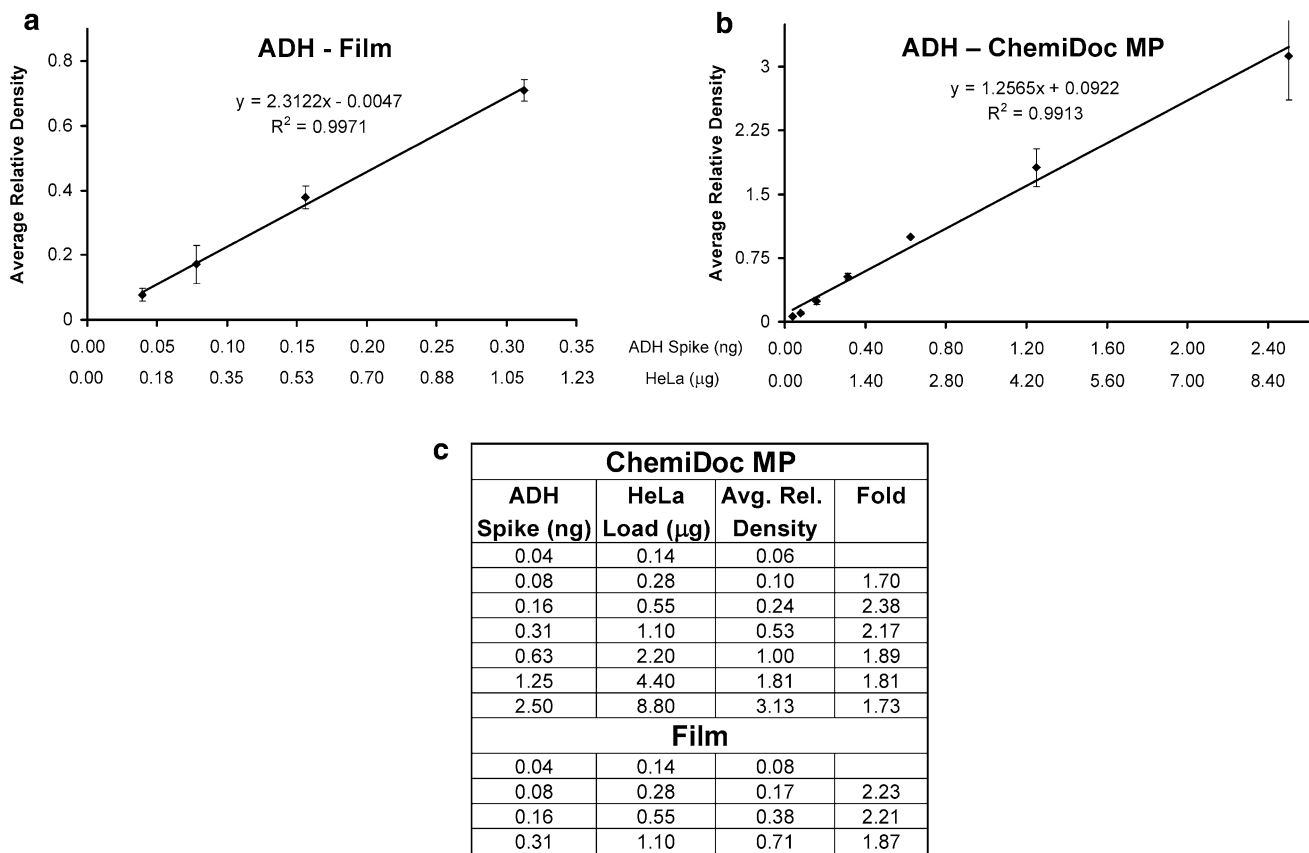 a
ADH - Film
y = 2.3122x - 0.0047
R² = 0.9971
Average Relative Density
0.8
0.6
0.4
0.2
0
0.00 0.05 0.10 0.15 0.20 0.25 0.30 0.35
0.00 0.18 0.35 0.53 0.70 0.88 1.05 1.23
ADH Spike (ng)
HeLa (μg)
b
ADH – ChemiDoc MP
y = 1.2565x + 0.0922
R² = 0.9913
Average Relative Density
3
2.25
1.5
0.75
0
0.00 0.40 0.80 1.20 1.60 2.00 2.40
0.00 1.40 2.80 4.20 5.60 7.00 8.40
c
ChemiDoc MP
ADH HeLa Avg. Rel. Fold
Spike (ng) Load (μg) Density
0.04 0.14 0.06
0.08 0.28 0.10 1.70
0.16 0.55 0.24 2.38
0.31 1.10 0.53 2.17
0.63 2.20 1.00 1.89
1.25 4.40 1.81 1.81
2.50 8.80 3.13 1.73
Film
0.04 0.14 0.08
0.08 0.28 0.17 2.23
0.16 0.55 0.38 2.21
0.31 1.10 0.71 1.87